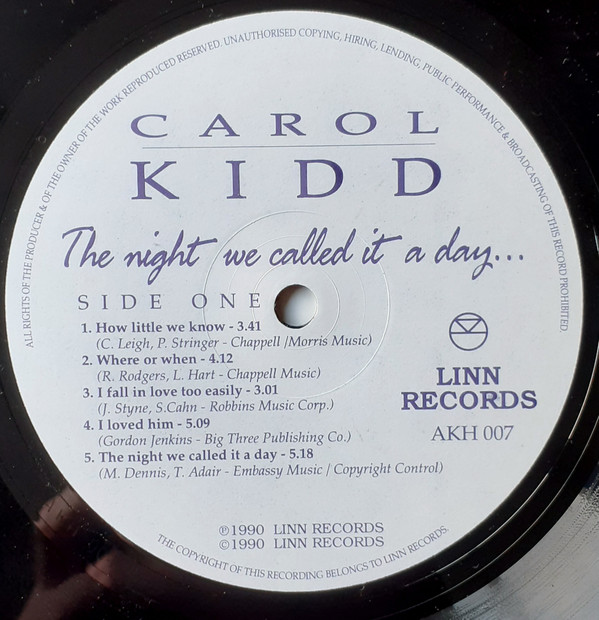 ALL RIGHTS OF THE PRODUCER & OF THE OWNER OF THE WORK REPRODUCED RESERVED. UNAUTHORISED COPYING, HIRING, LENDING, PUBLIC PERFORMANCE & BROADCASTING OF THIS RECORD PROHIBITED.
CAROL
KIDD
The night we called it a day...
SIDE ONE
1. How little we know - 3.41
(C. Leigh, P. Stringer - Chappell /Morris Music)
2. Where or when - 4.12
(R. Rodgers, L. Hart - Chappell Music)
3. I fall in love too easily - 3.01
(J. Styne, S.Cahn - Robbins Music Corp.)
4. I loved him - 5.09
(Gordon Jenkins - Big Three Publishing Co.)
5. The night we called it a day - 5.18
(M. Dennis, T. Adair - Embassy Music / Copyright Control)
LINN
RECORDS
AKH 007
℗1990 LINN RECORDS
©1990 LINN RECORDS
THE COPYRIGHT OF THIS RECORDING BELONGS TO LINN RECORDS.